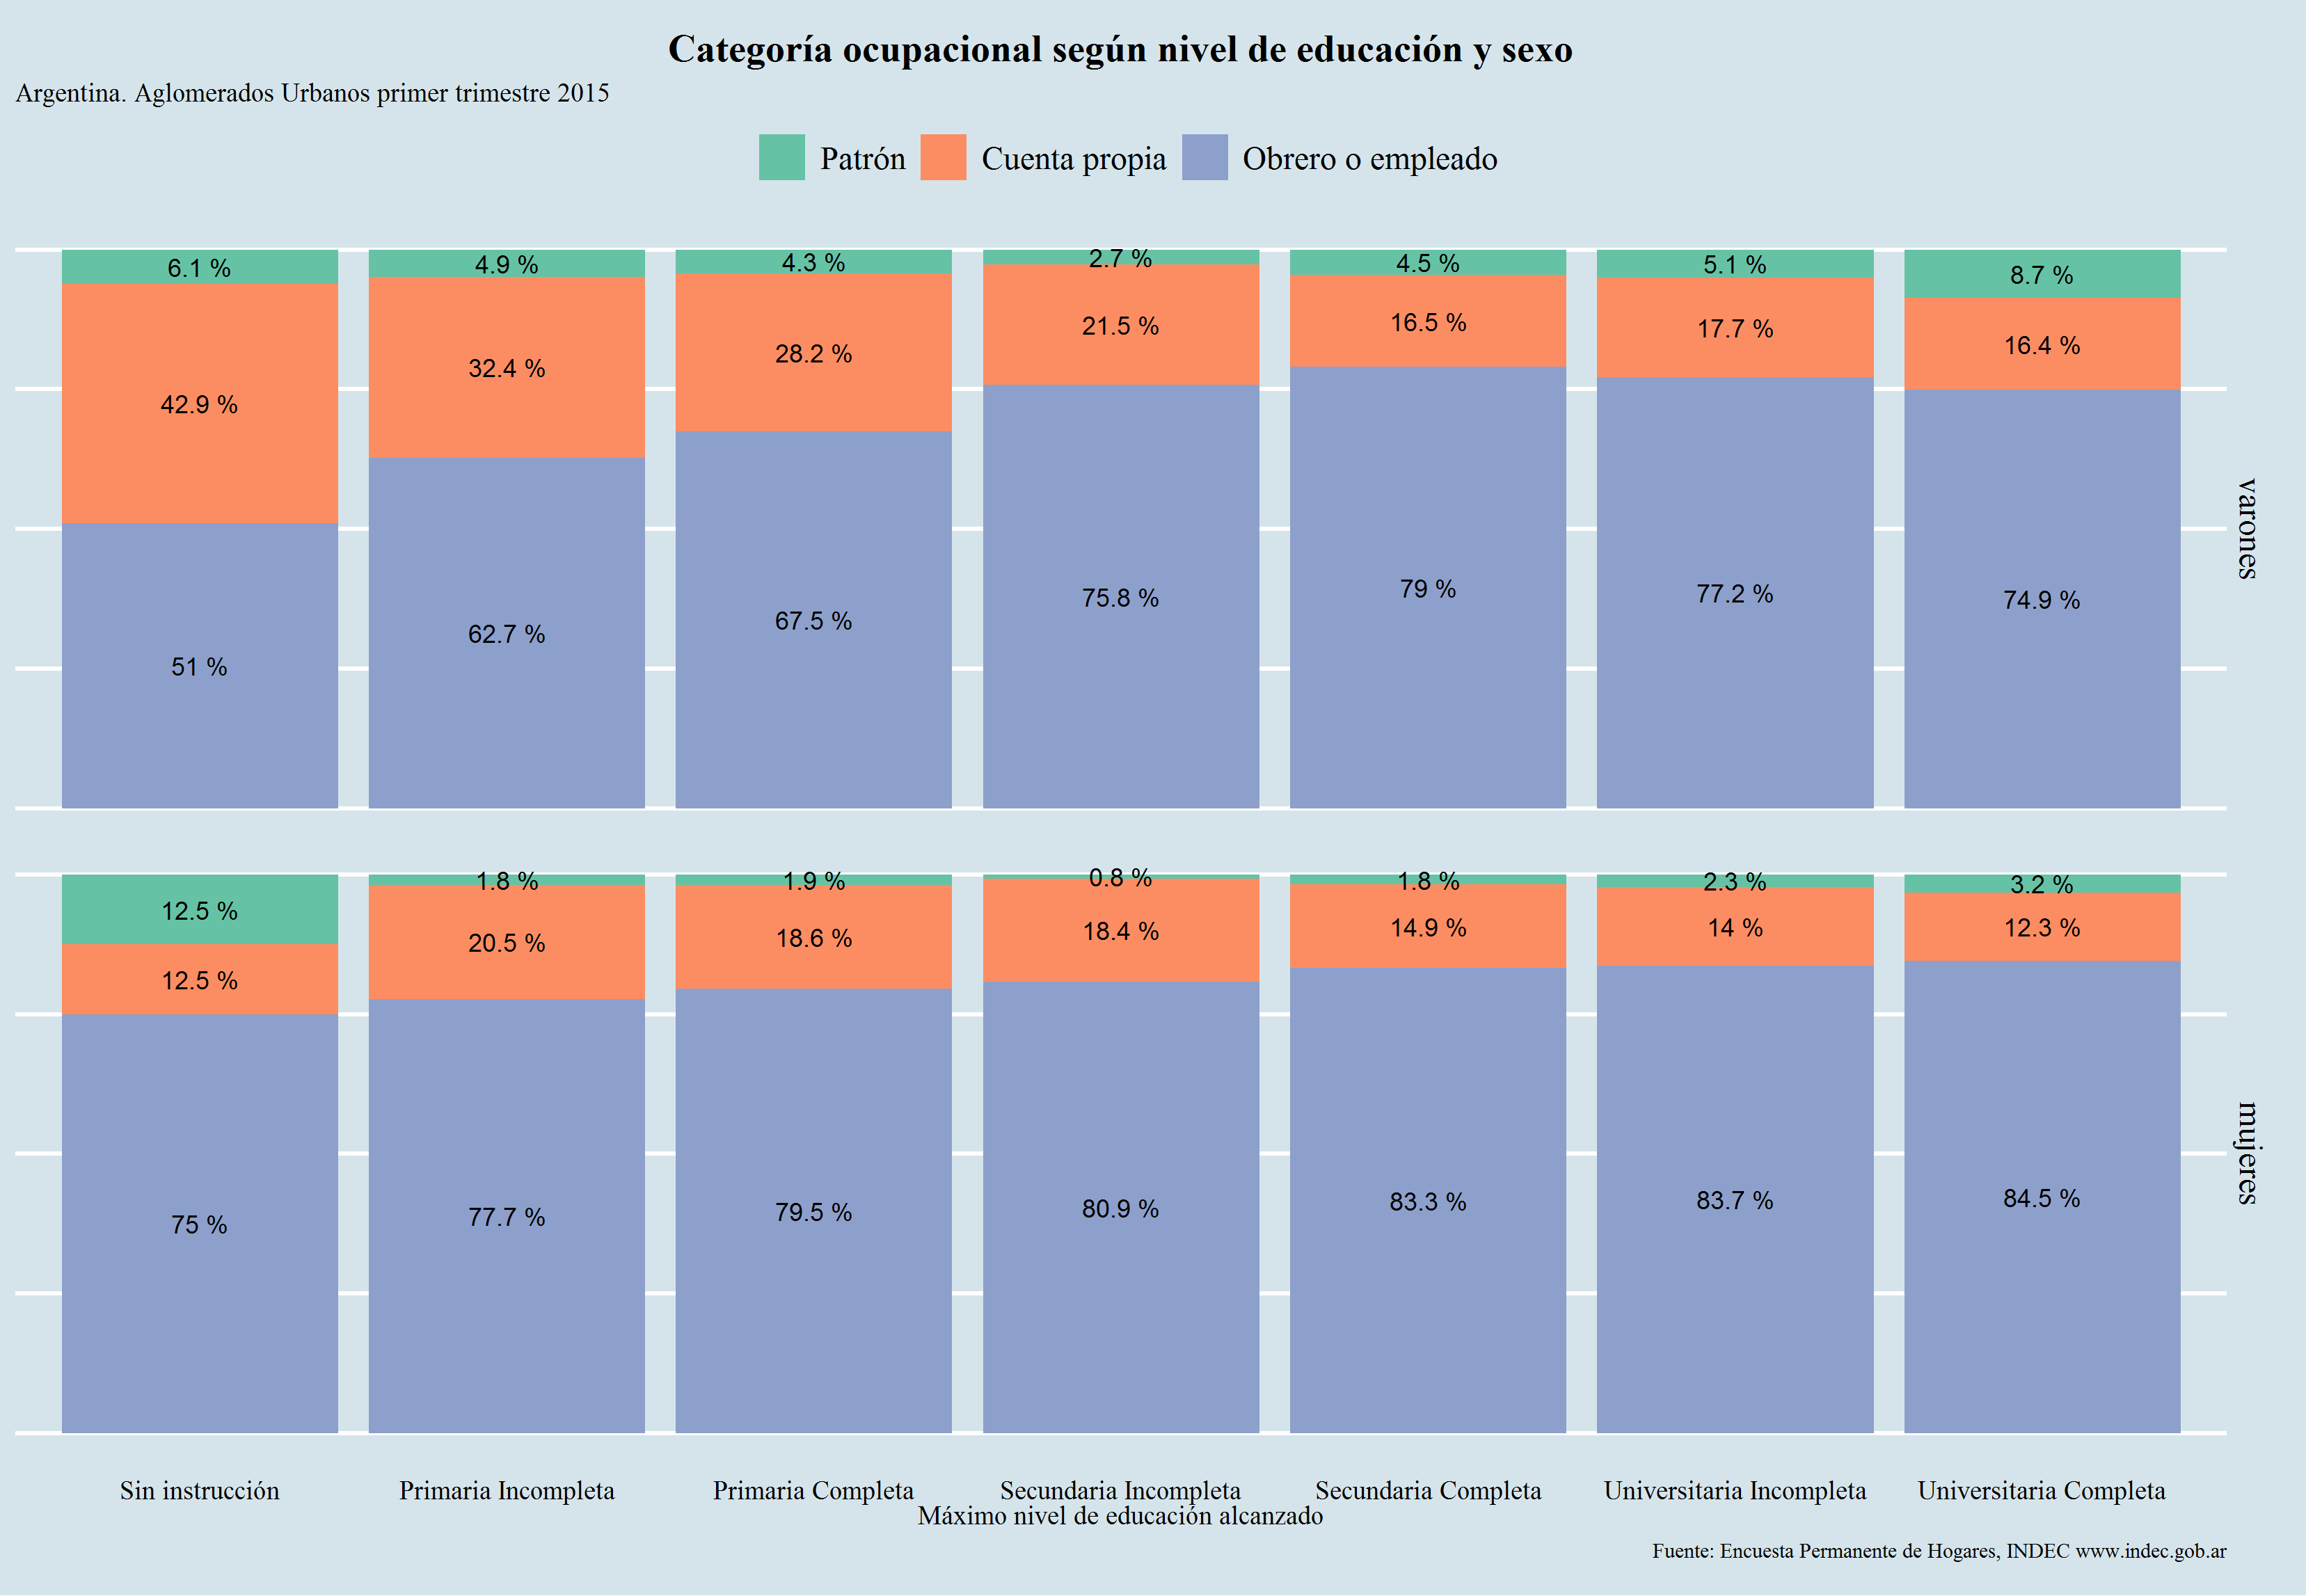 Categoría ocupacional según nivel de educación y sexo
Argentina. Aglomerados Urbanos primer trimestre 2015
Patrón Cuenta propia Obrero o empleado
6.1 % 4.9 % 4.3 % 2.7 % 4.5 % 5.1 % 8.7 %
42.9 % 32.4 % 28.2 % 21.5 % 16.5 % 17.7 % 16.4 %
51 % 62.7 % 67.5 % 75.8 % 79 % 77.2 % 74.9 %
varones
12.5 % 1.8 % 1.9 % 0.8 % 1.8 % 2.3 % 3.2 %
12.5 % 20.5 % 18.6 % 18.4 % 14.9 % 14 % 12.3 %
75 % 77.7 % 79.5 % 80.9 % 83.3 % 83.7 % 84.5 %
mujeres
Sin instrucción Primaria Incompleta Primaria Completa Secundaria Incompleta Secundaria Completa Universitaria Incompleta Universitaria Completa
Máximo nivel de educación alcanzado
Fuente: Encuesta Permanente de Hogares, INDEC www.indec.gob.ar